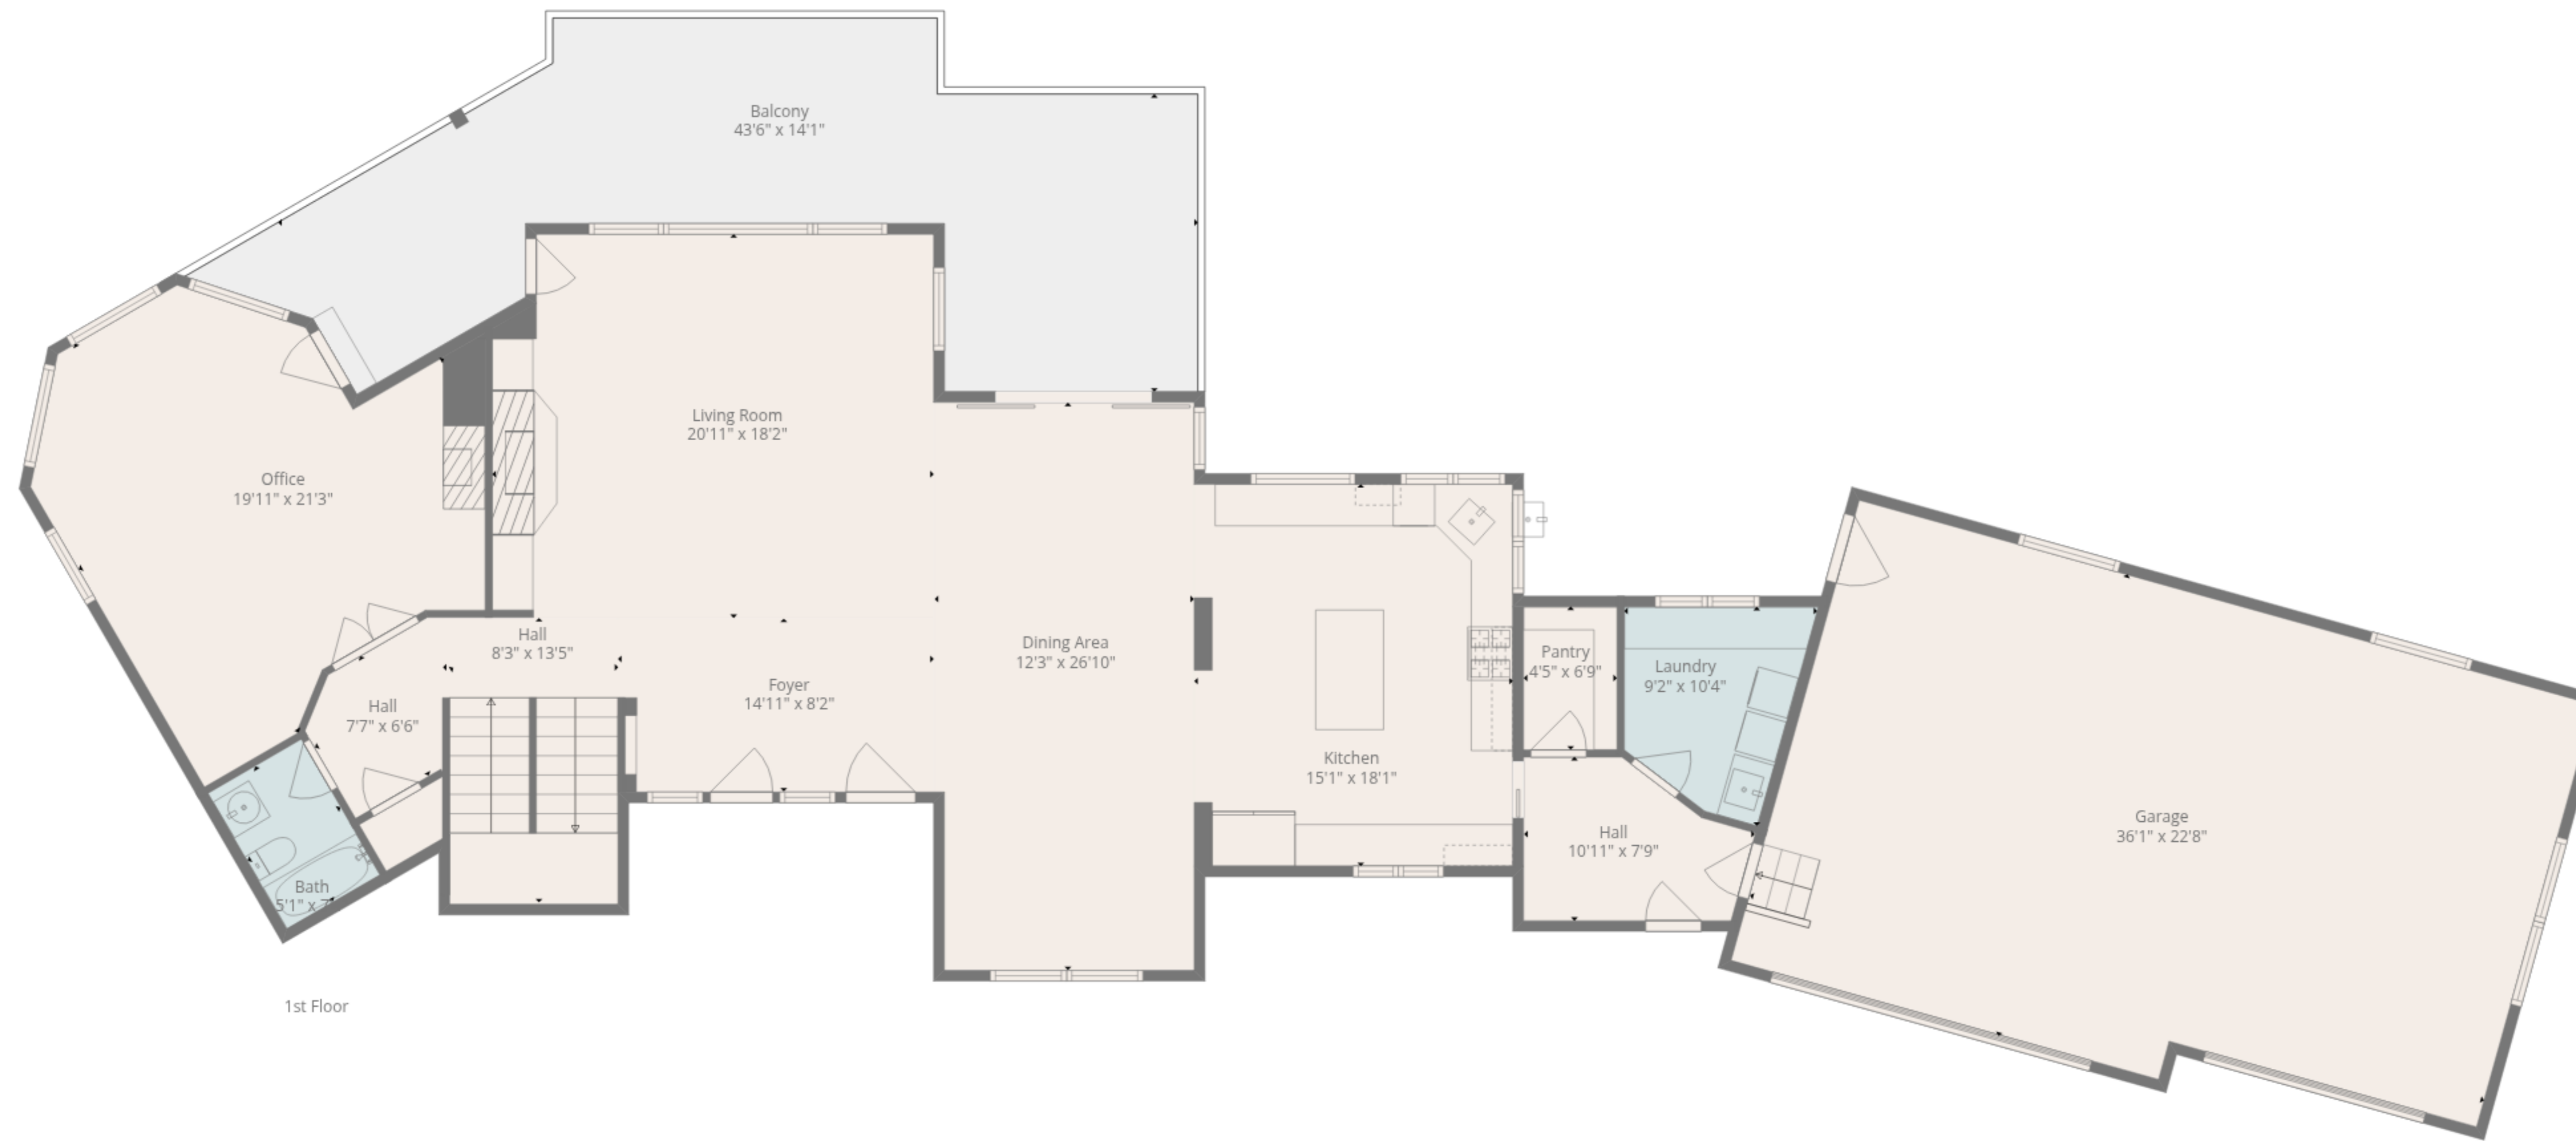 Balcony
43'6" x 14'1"
Living Room
20'11" x 18'2"
Office
19'11" x 21'3"
Hall
8'3" x 13'5"
Dining Area
12'3" x 26'10"
Foyer
14'11" x 8'2"
Pantry
4'5" x 6'9"
Laundry
9'2" x 10'4"
Hall
7'7" x 6'6"
Kitchen
15'1" x 18'1"
Garage
36'1" x 22'8"
Hall
10'11" x 7'9"
Bath
5'1" x
1st Floor